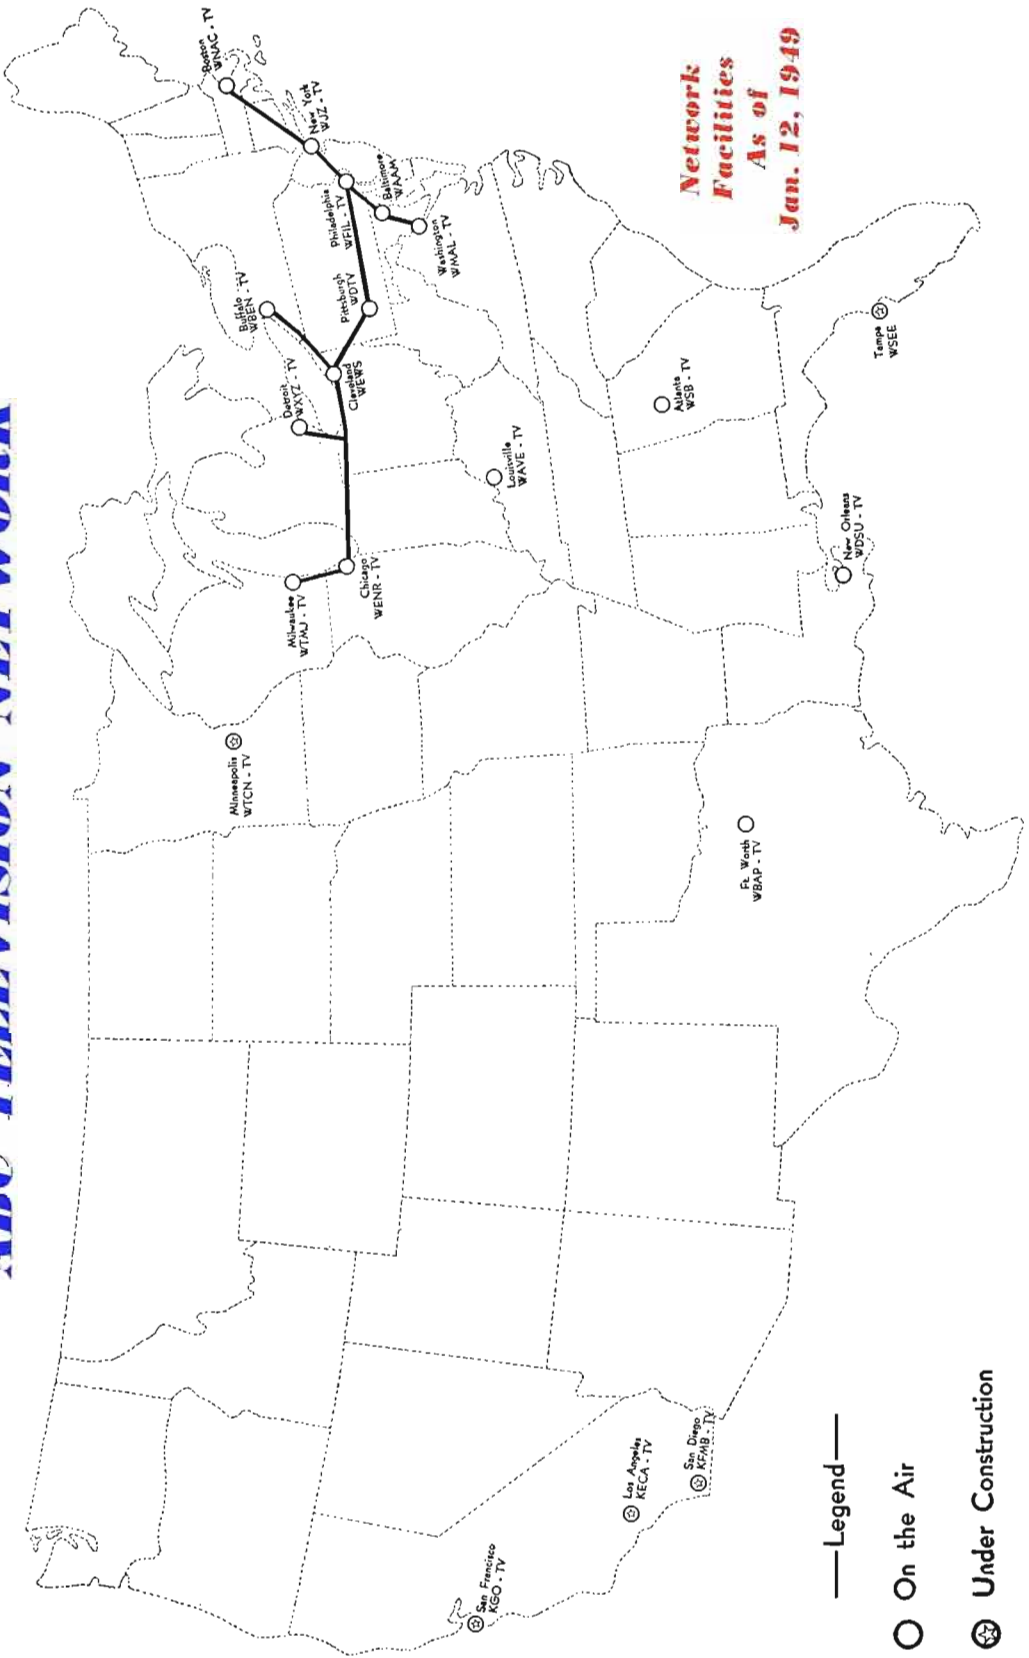 ABC TELEVISION NETWORK
San Francisco
KGO - TV
Los Angeles
KECA - TV
San Diego
KFMB - TV
Minneapolis
WTCN - TV
Ft. Worth
WBAP - TV
Milwaukee
WTMJ - TV
Chicago
WENR - TV
New Orleans
WDSU - TV
Louisville
WAVE - TV
Detroit
WXYZ - TV
Atlanta
WSB - TV
Cleveland
WEWS
Buffalo
WBEN - TV
Pittsburgh
WDTV
Tampa
WSEE
Philadelphia
WFIL - TV
Washington
WMAL - TV
Baltimore
WAAM
New York
WJZ - TV
Boston
WNAC - TV
Network
Facilities
As of
Jan. 12, 1949
Legend
On the Air
Under Construction